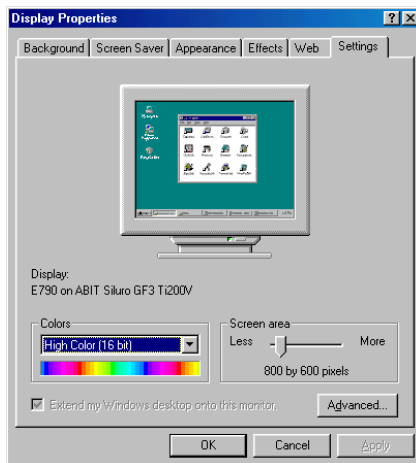 Display Properties
Background Screen Saver Appearance Effects Web Settings
Display:
E790 on ABIT Siluro GF3 Ti200V
Colors
High Color (16 bit)
Screen area
Less More
800 by 600 pixels
Extend my Windows desktop onto this monitor.
Advanced...
OK Cancel Apply